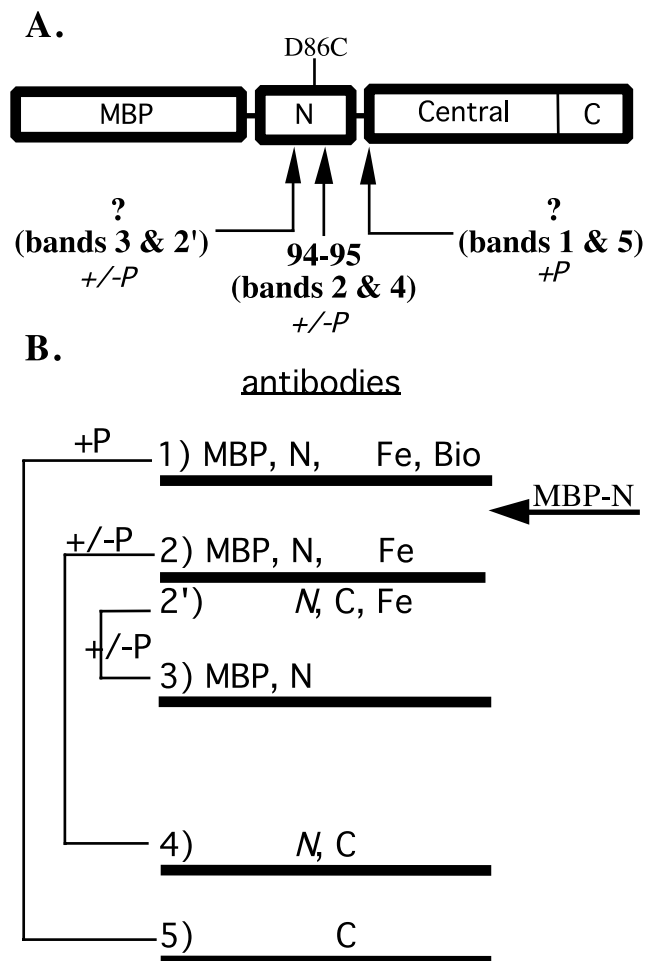 A.
D86C
MBP N Central C
?
(bands 3 & 2')
+/-P
94-95
(bands 2 & 4)
+/-P
?
(bands 1 & 5)
+P
B.
antibodies
+P
1) MBP, N, Fe, Bio
MBP-N
+/-P
2) MBP, N, Fe
2') N, C, Fe
+/-P
3) MBP, N
4) N, C
5) C